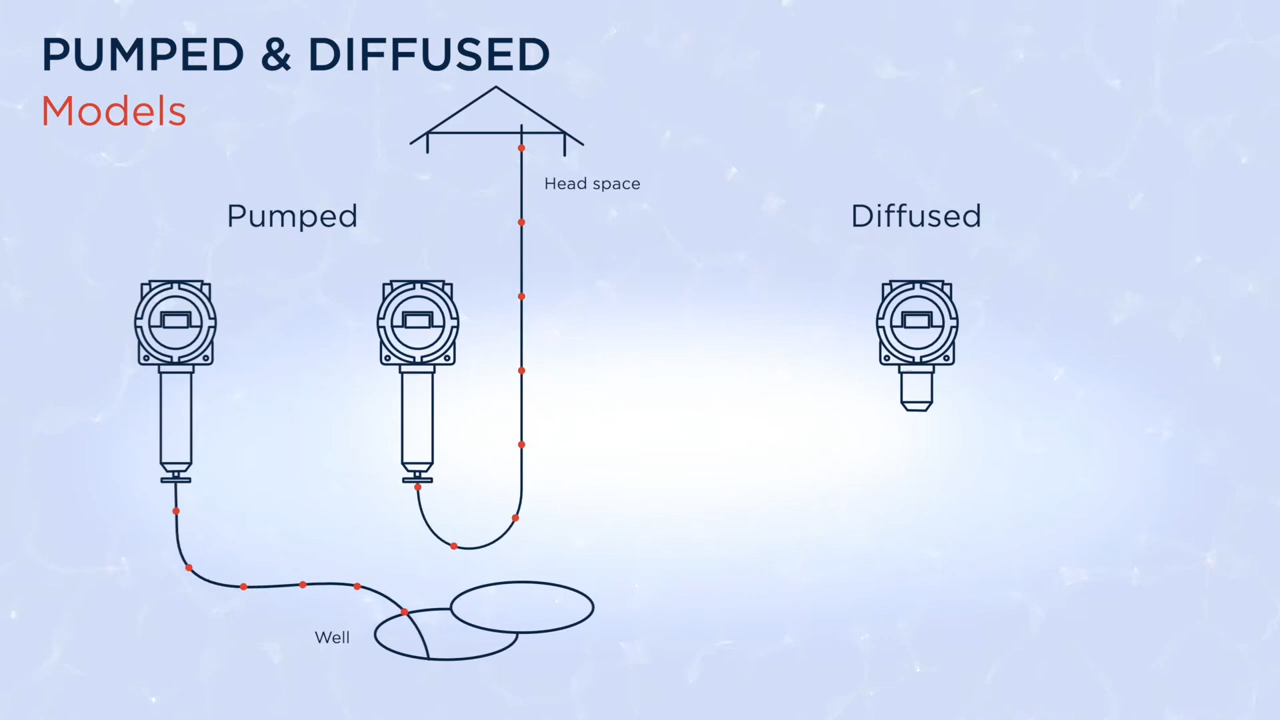 PUMPED & DIFFUSED
Models
Head space
Pumped
Diffused
Well